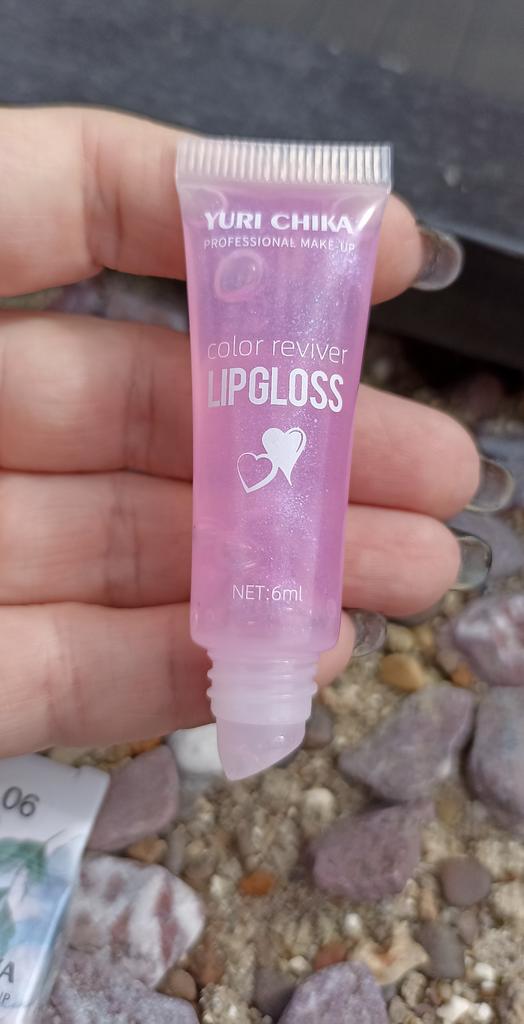 YURI CHIKA
PROFESSIONAL MAKE-UP
color reviver
LIPGLOSS
NET:6ml
06